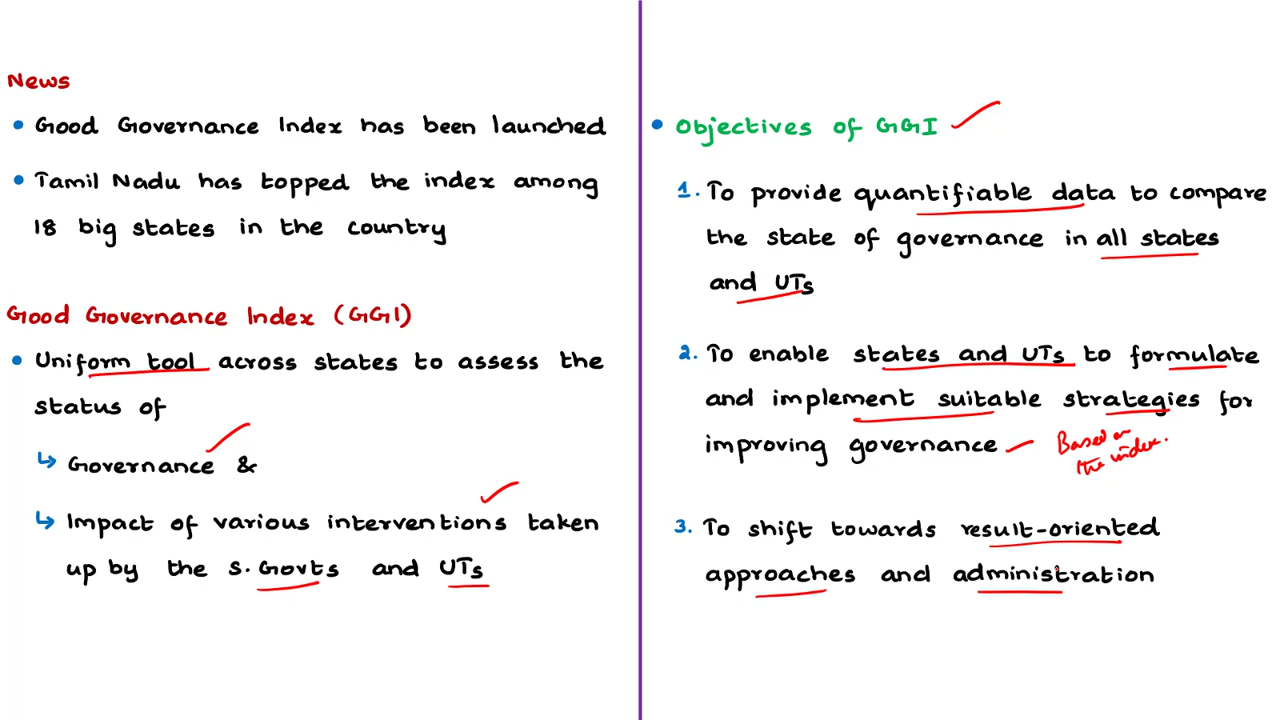 News
• Good Governance Index has been launched
• Tamil Nadu has topped the index among
18 big states in the country
Good Governance Index (GGI)
• Uniform tool across states to assess the
status of
↳ Governance &
↳ Impact of various interventions taken
up by the S. Govts and UTs
• Objectives of GGI
1. To provide quantifiable data to compare
the state of governance in all states
and UTs
2. To enable states and UTs to formulate
and implement suitable strategies for
improving governance
Based on
the index.
3. To shift towards result-oriented
approaches and administration